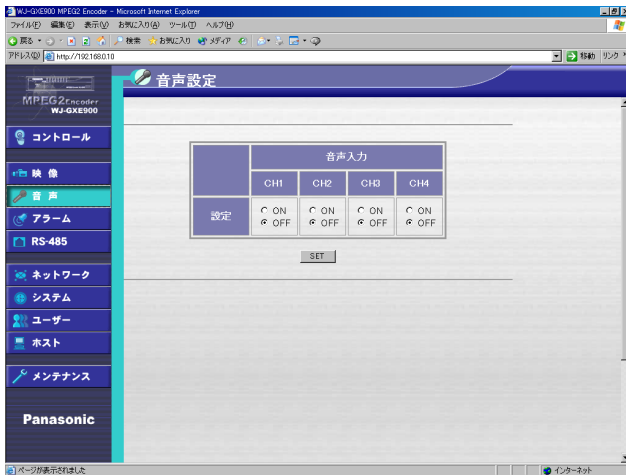 WJ-GXE900 MPEG2 Encoder - Microsoft Internet Explorer
ファイル(F) 編集(E) 表示(V) お気に入り(A) ツール(T) ヘルプ(H)
戻る 検索 お気に入り メディア
アドレス(D) http://192.168.0.10 移動 リンク
MPEG2Encoder
WJ-GXE900
音声設定
コントロール
映 像
音 声
アラーム
RS-485
ネットワーク
システム
ユーザー
ホスト
メンテナンス
Panasonic
音声入力
CH1 CH2 CH3 CH4
設定
ON ON ON ON
OFF OFF OFF OFF
SET
ページが表示されました インターネット